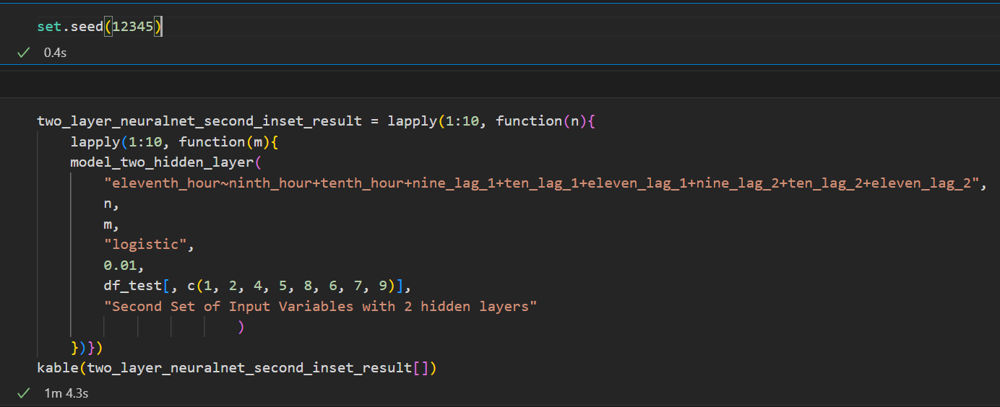 set.seed(12345)
0.4s
two_layer_neuralnet_second_inset_result = lapply(1:10, function(n){
    lapply(1:10, function(m){
    model_two_hidden_layer(
        "eleventh_hour~ninth_hour+tenth_hour+nine_lag_1+ten_lag_1+eleven_lag_1+nine_lag_2+ten_lag_2+eleven_lag_2",
        n,
        m,
        "logistic",
        0.01,
        df_test[, c(1, 2, 4, 5, 8, 6, 7, 9)],
        "Second Set of Input Variables with 2 hidden layers"
                        )
    })})
kable(two_layer_neuralnet_second_inset_result[])
1m 4.3s